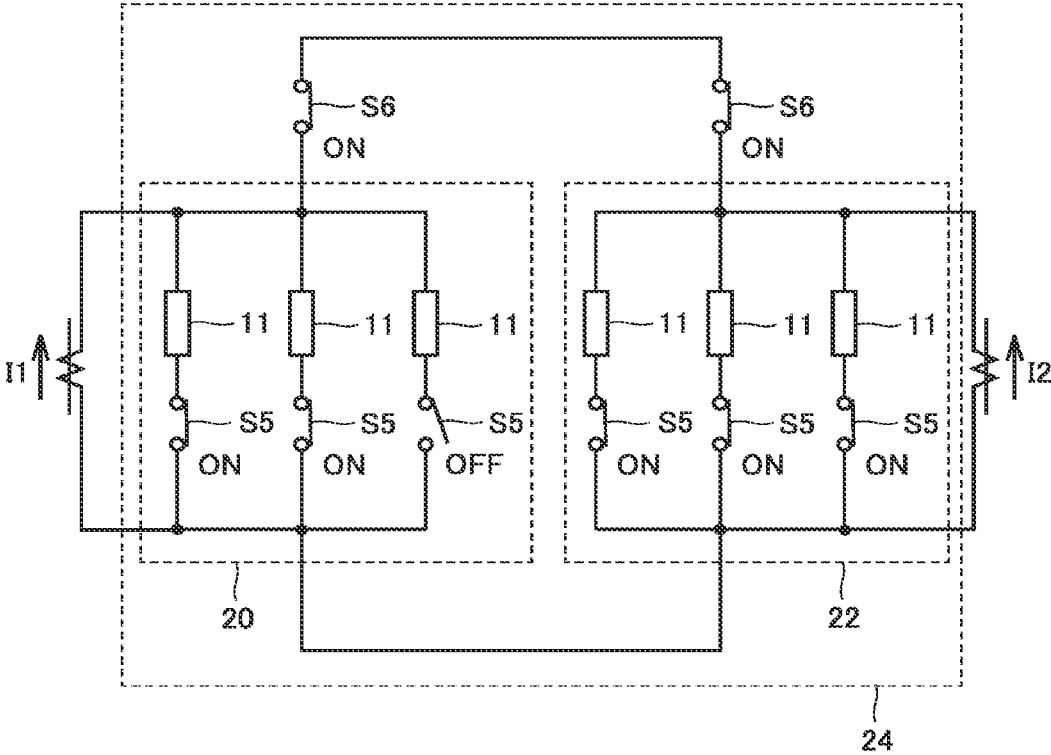 S6 S6
ON ON
11 11 11 11 11 11
I1 I2
S5 S5 S5 S5 S5 S5
ON ON OFF ON ON ON
20 22
24